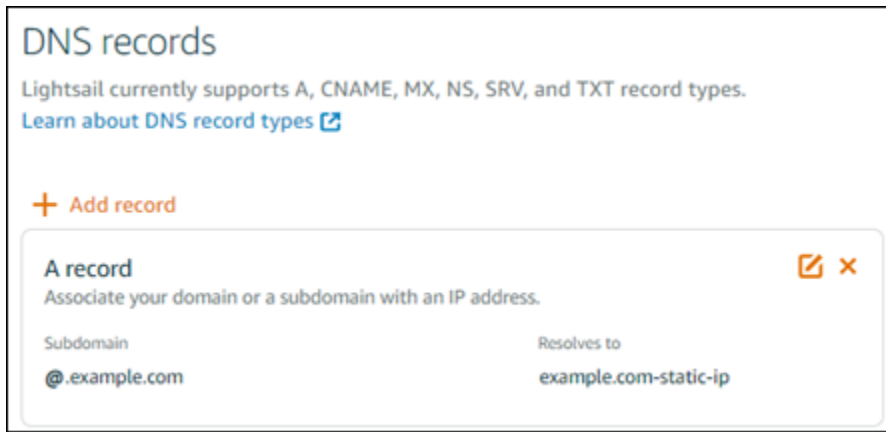 DNS records
Lightsail currently supports A, CNAME, MX, NS, SRV, and TXT record types.
Learn about DNS record types
Add record
A record
Associate your domain or a subdomain with an IP address.
Subdomain Resolves to
@.example.com example.com-static-ip